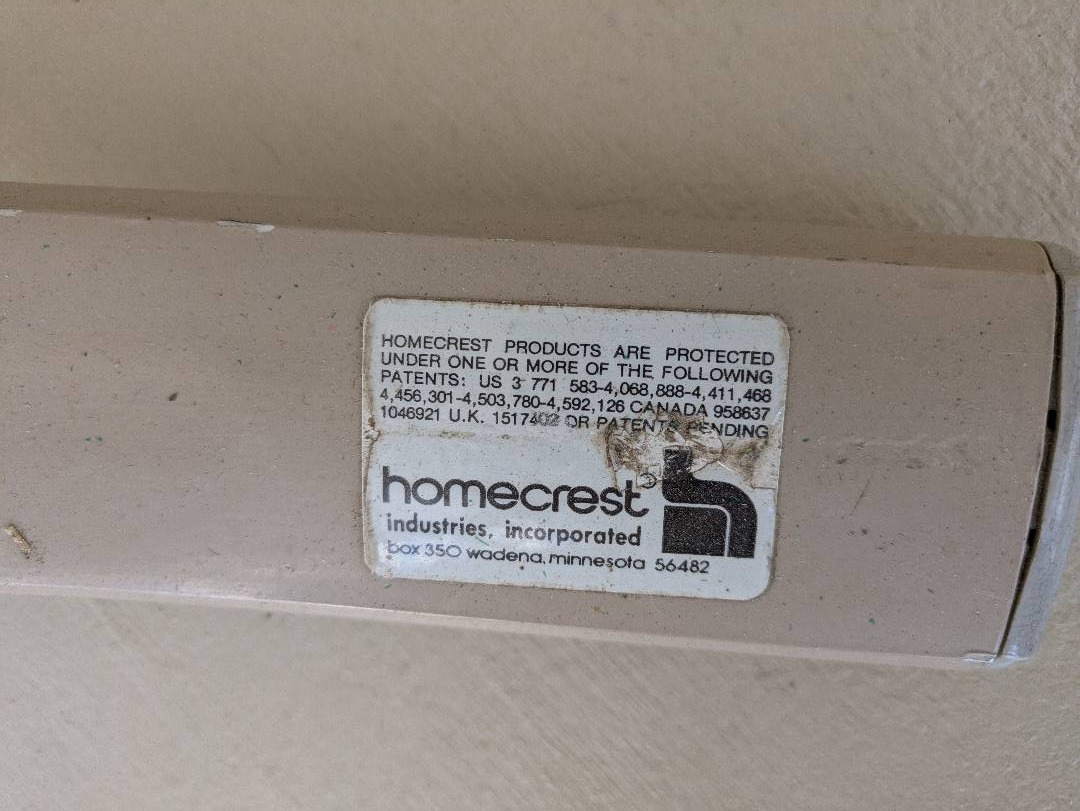 HOMECREST PRODUCTS ARE PROTECTED
UNDER ONE OR MORE OF THE FOLLOWING
PATENTS: US 3 771 583-4,068,888-4,411,468
4,456,301-4,503,780-4,592,126 CANADA 958637
1046921 U.K. 1517402 OR PATENTS PENDING
homecrest®
industries, incorporated
box 350 wadena, minnesota 56482